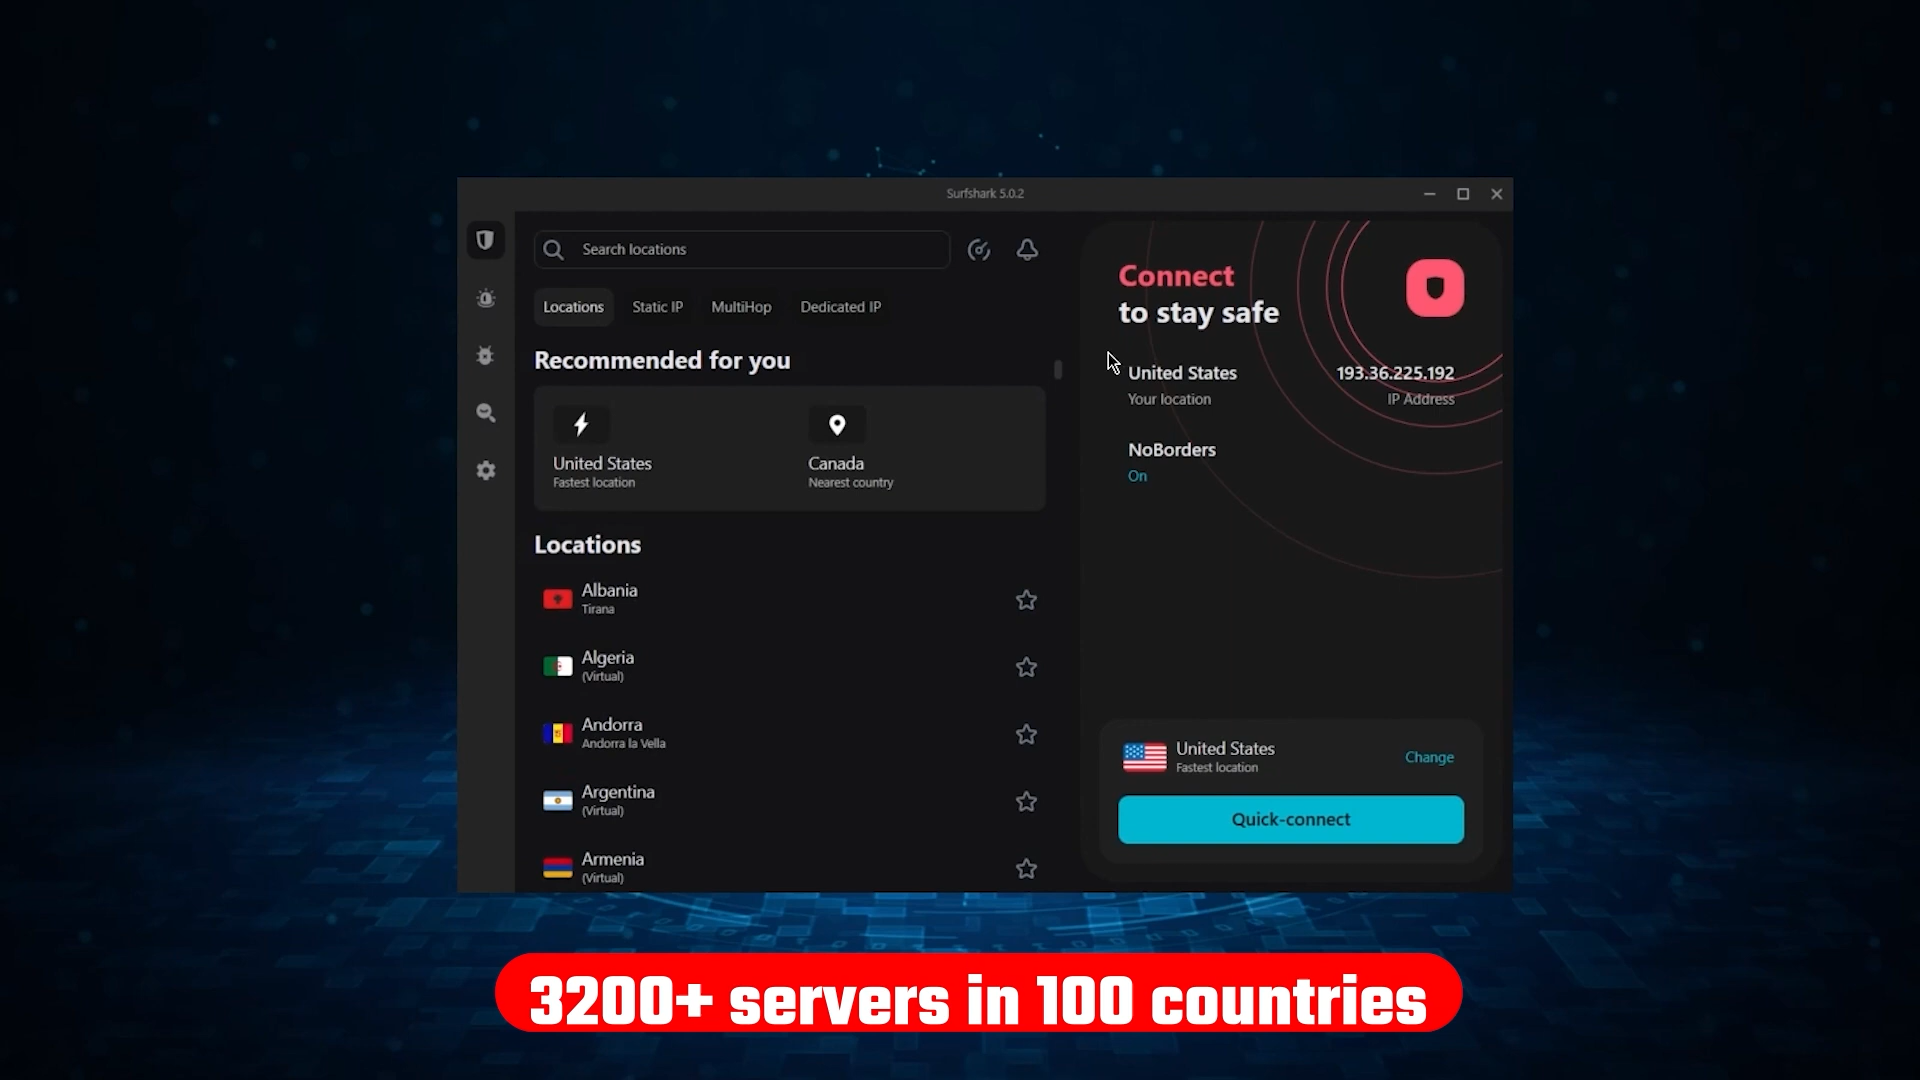 Surfshark 5.0.2
Search locations
Locations Static IP MultiHop Dedicated IP
Recommended for you
United States
Fastest location
Canada
Nearest country
Locations
Albania
Tirana
Algeria
(Virtual)
Andorra
Andorra la Vella
Argentina
(Virtual)
Armenia
(Virtual)
Connect
to stay safe
United States 193.36.225.192
Your location IP Address
NoBorders
On
United States
Fastest location
Change
Quick-connect
3200+ servers in 100 countries